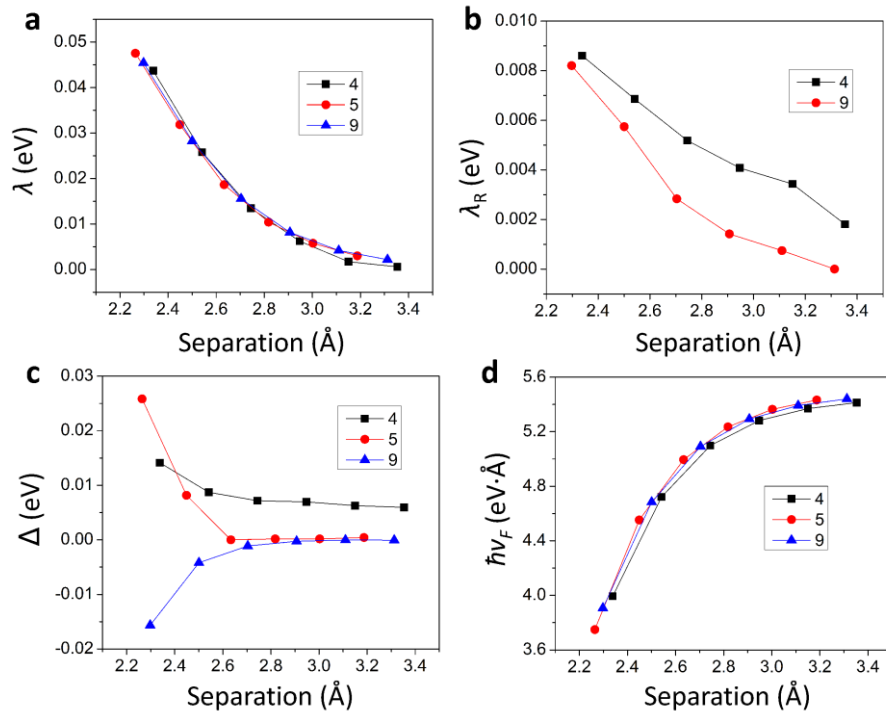 a
λ (eV)
0.05
0.04
0.03
0.02
0.01
0.00
4
5
9
2.2 2.4 2.6 2.8 3.0 3.2 3.4
Separation (Å)
b
λR (eV)
0.010
0.008
0.006
0.004
0.002
0.000
4
9
2.2 2.4 2.6 2.8 3.0 3.2 3.4
Separation (Å)
c
Δ (eV)
0.03
0.02
0.01
0.00
-0.01
-0.02
4
5
9
2.2 2.4 2.6 2.8 3.0 3.2 3.4
Separation (Å)
d
ħνF (eV·Å)
5.6
5.2
4.8
4.4
4.0
3.6
4
5
9
2.2 2.4 2.6 2.8 3.0 3.2 3.4
Separation (Å)